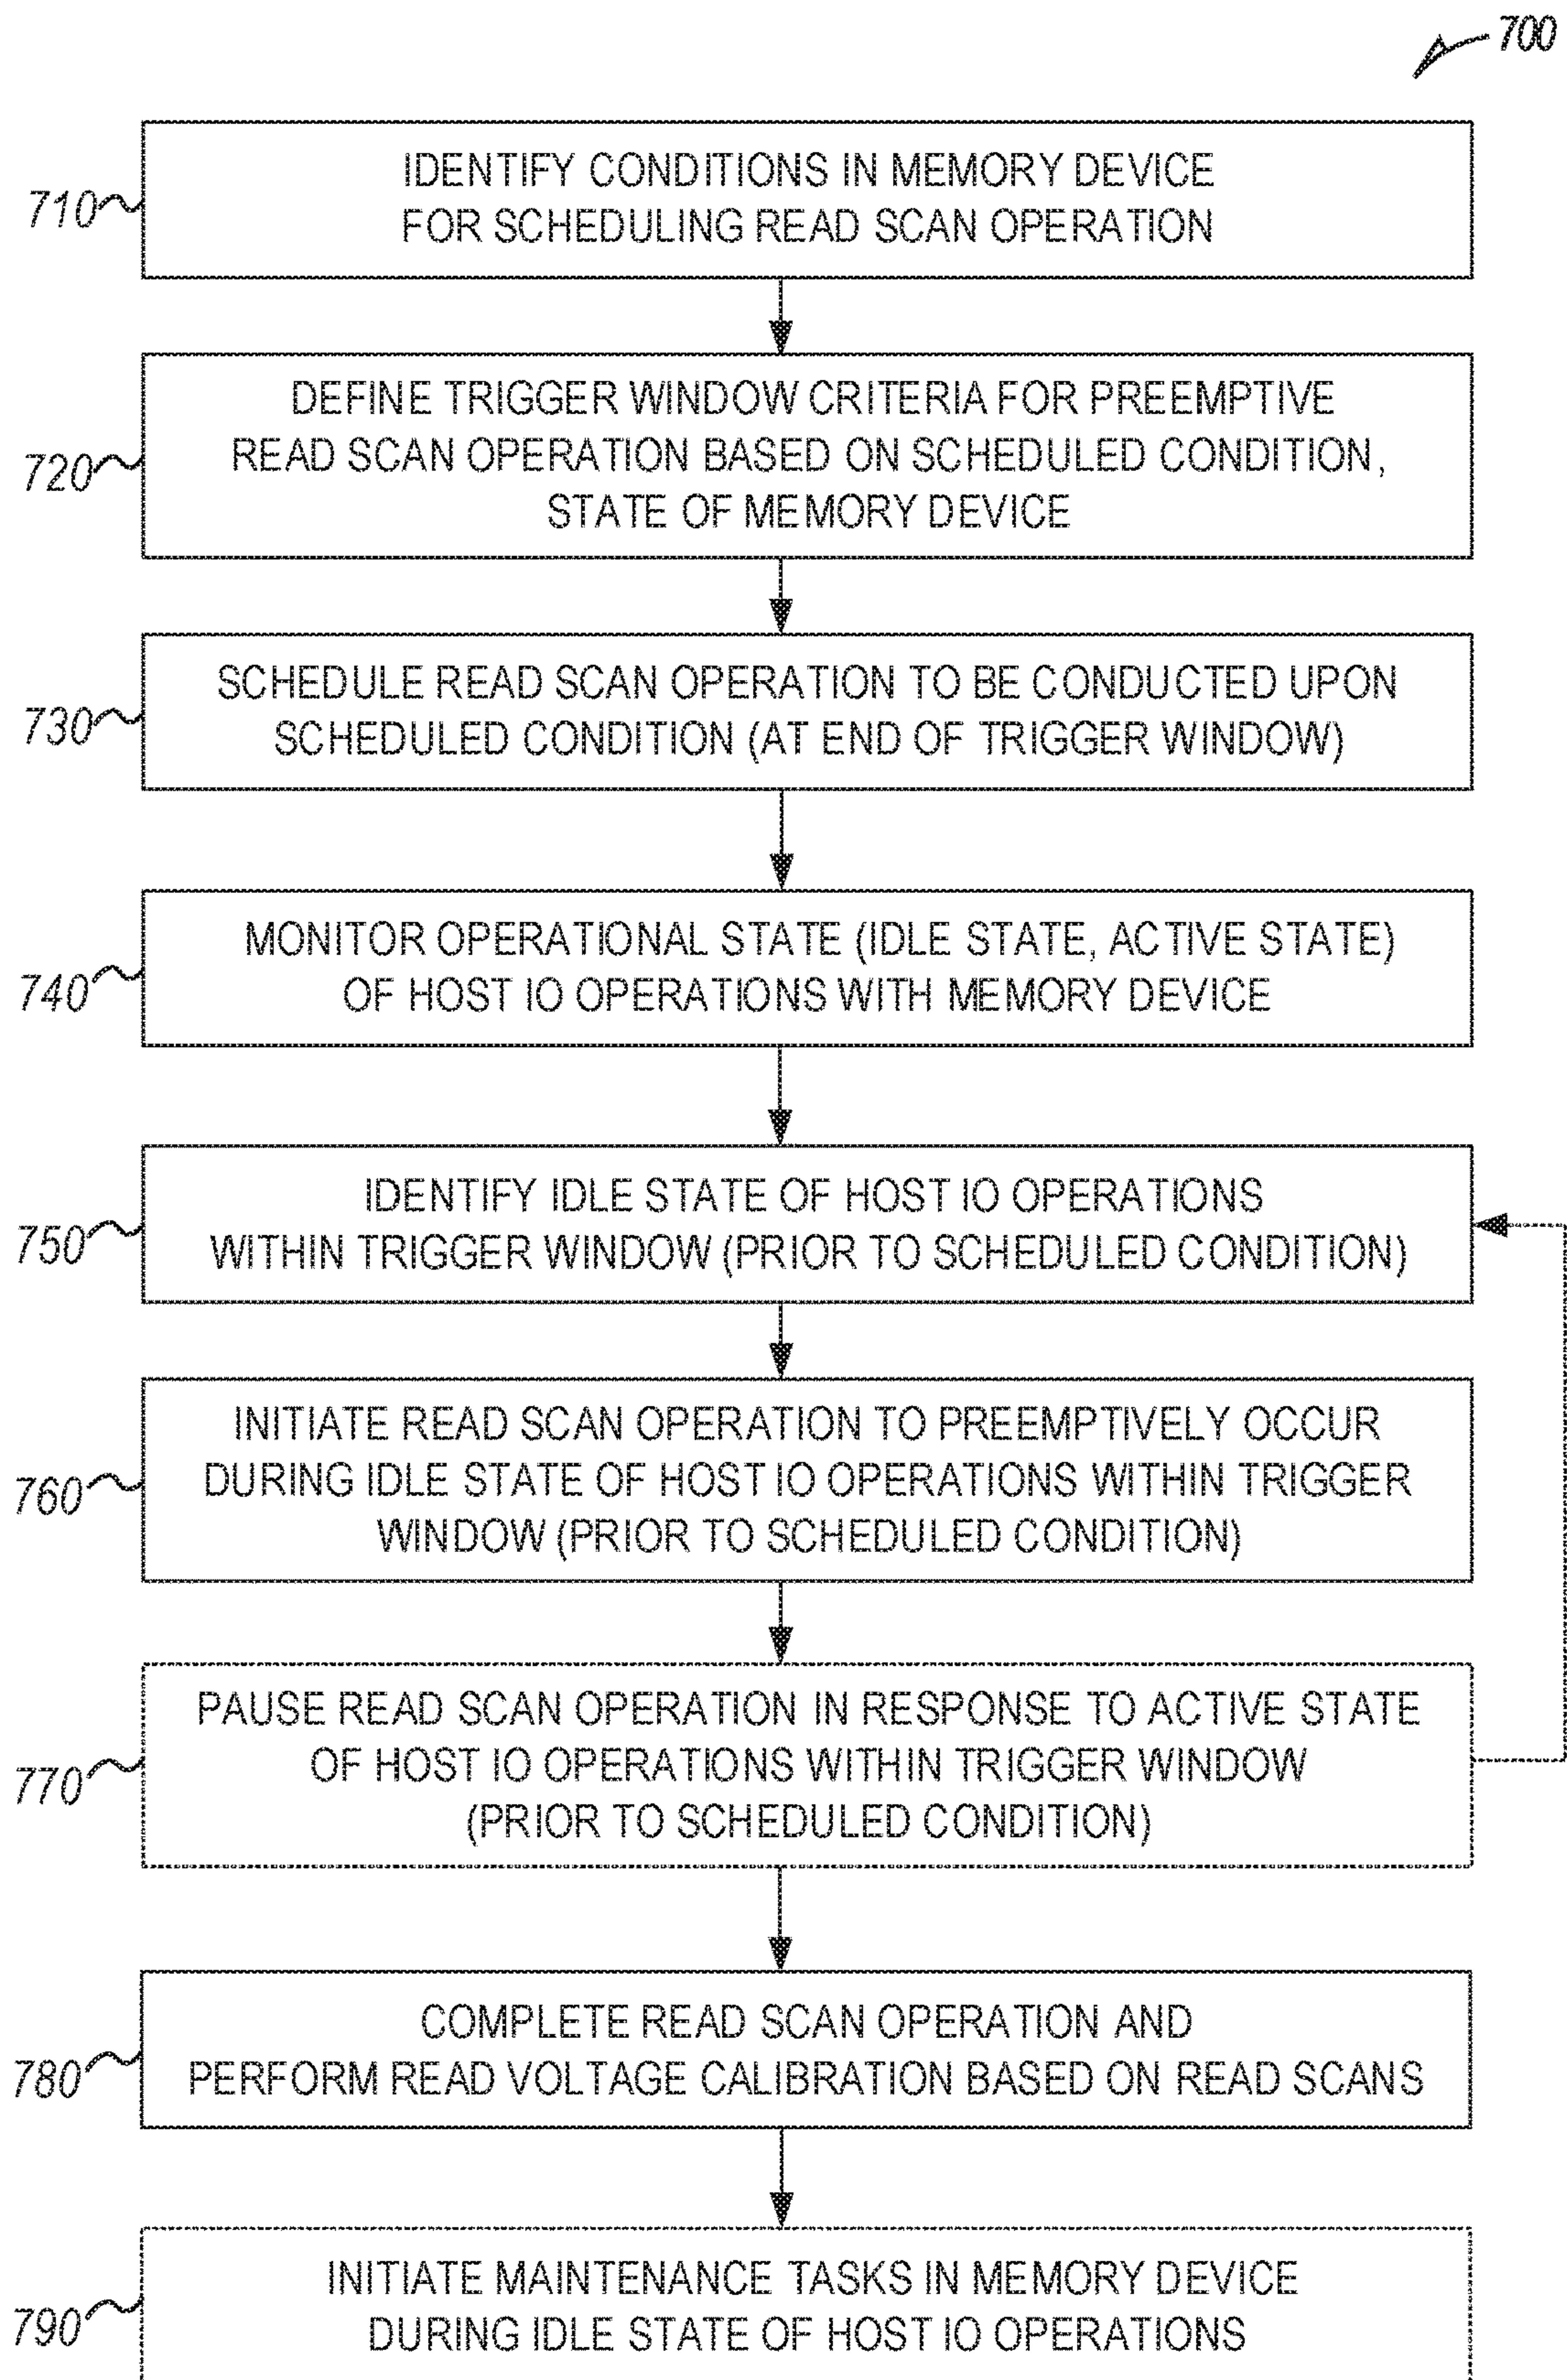 700
710
IDENTIFY CONDITIONS IN MEMORY DEVICE
FOR SCHEDULING READ SCAN OPERATION
720
DEFINE TRIGGER WINDOW CRITERIA FOR PREEMPTIVE
READ SCAN OPERATION BASED ON SCHEDULED CONDITION,
STATE OF MEMORY DEVICE
730
SCHEDULE READ SCAN OPERATION TO BE CONDUCTED UPON
SCHEDULED CONDITION (AT END OF TRIGGER WINDOW)
740
MONITOR OPERATIONAL STATE (IDLE STATE, ACTIVE STATE)
OF HOST IO OPERATIONS WITH MEMORY DEVICE
750
IDENTIFY IDLE STATE OF HOST IO OPERATIONS
WITHIN TRIGGER WINDOW (PRIOR TO SCHEDULED CONDITION)
760
INITIATE READ SCAN OPERATION TO PREEMPTIVELY OCCUR
DURING IDLE STATE OF HOST IO OPERATIONS WITHIN TRIGGER
WINDOW (PRIOR TO SCHEDULED CONDITION)
770
PAUSE READ SCAN OPERATION IN RESPONSE TO ACTIVE STATE
OF HOST IO OPERATIONS WITHIN TRIGGER WINDOW
(PRIOR TO SCHEDULED CONDITION)
780
COMPLETE READ SCAN OPERATION AND
PERFORM READ VOLTAGE CALIBRATION BASED ON READ SCANS
790
INITIATE MAINTENANCE TASKS IN MEMORY DEVICE
DURING IDLE STATE OF HOST IO OPERATIONS